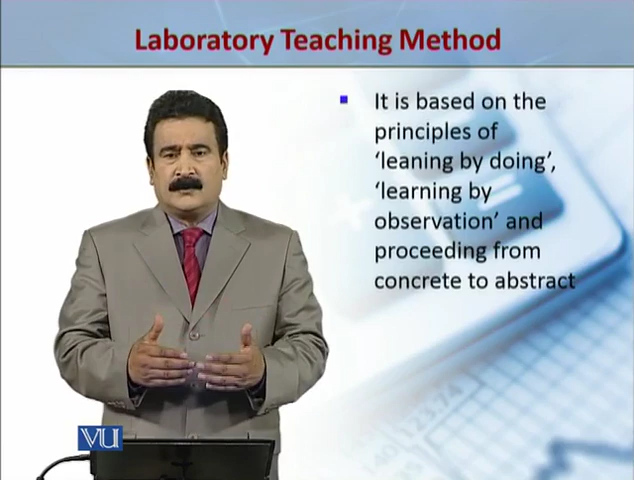 Laboratory Teaching Method
▪ It is based on the
principles of
‘leaning by doing’,
‘learning by
observation’ and
proceeding from
concrete to abstract
VU